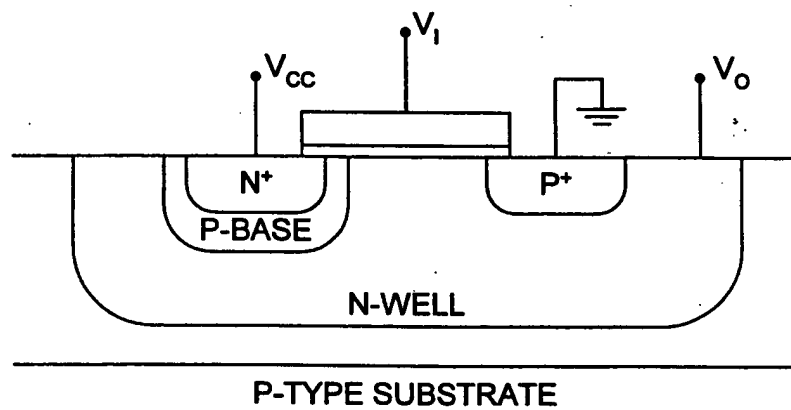 V_I
V_CC
V_O
N+
P+
P-BASE
N-WELL
P-TYPE SUBSTRATE